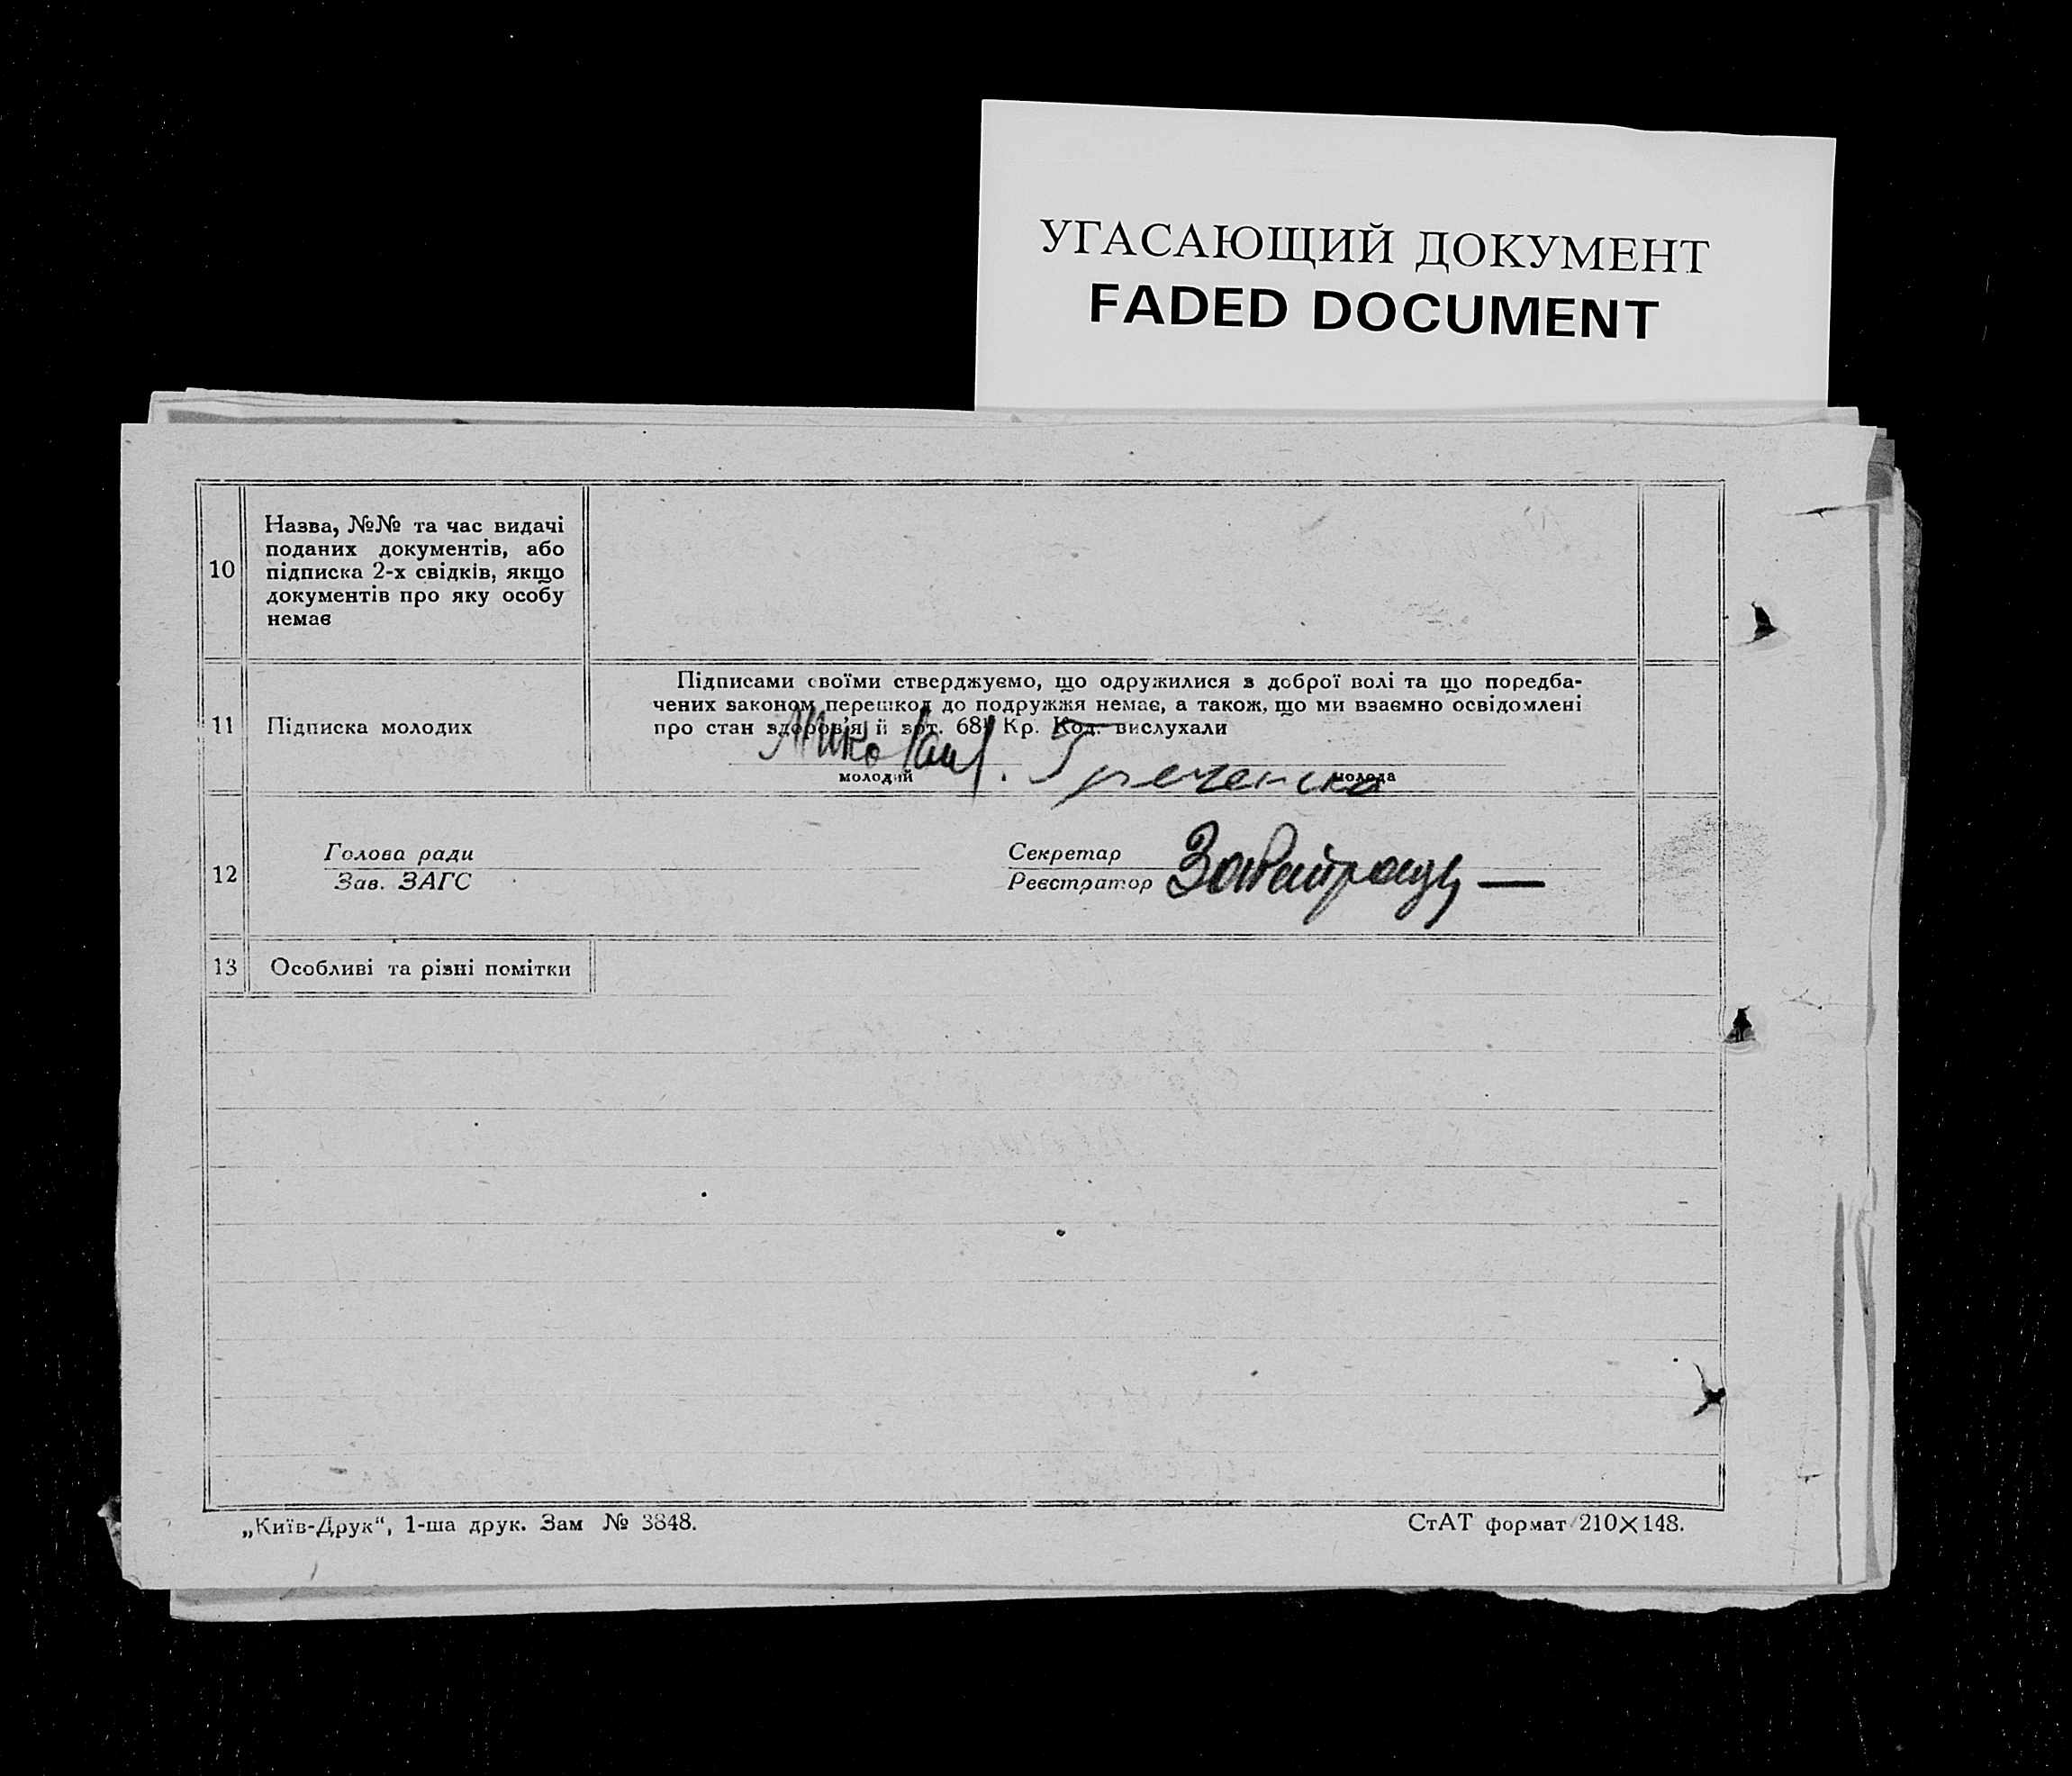 УГАСАЮЩИЙ ДОКУМЕНТ
FADED DOCUMENT
10
Назва, №№ та час видачі
поданих документів, або
підписка 2-х свідків, якщо
документів про яку особу
немає
11
Підписка молодих
Підписами своїми стверджуємо, що одружилися з доброї волі та що поредба-
чених законом перешкод до подружжя немає, а також, що ми взаємно освідомлені
про стан здоров'я й арт. 68¹ Кр. Код. вислухали
молодий
молода
12
Голова ради
Зав. ЗАГС
Секретар
Реєстратор
13
Особливі та різні помітки
„Київ-Друк“, 1-ша друк. Зам № 3848.
СтАТ формат 210×148.